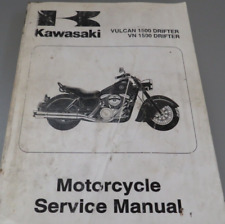 Kawasaki
VULCAN 1500 DRIFTER
VN 1500 DRIFTER
Motorcycle
Service Manual